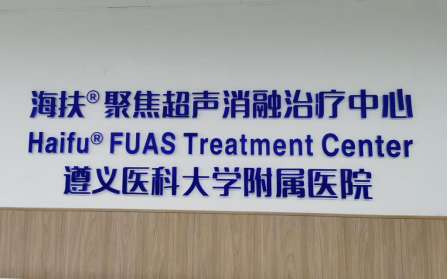 海扶®聚焦超声消融治疗中心
Haifu® FUAS Treatment Center
遵义医科大学附属医院